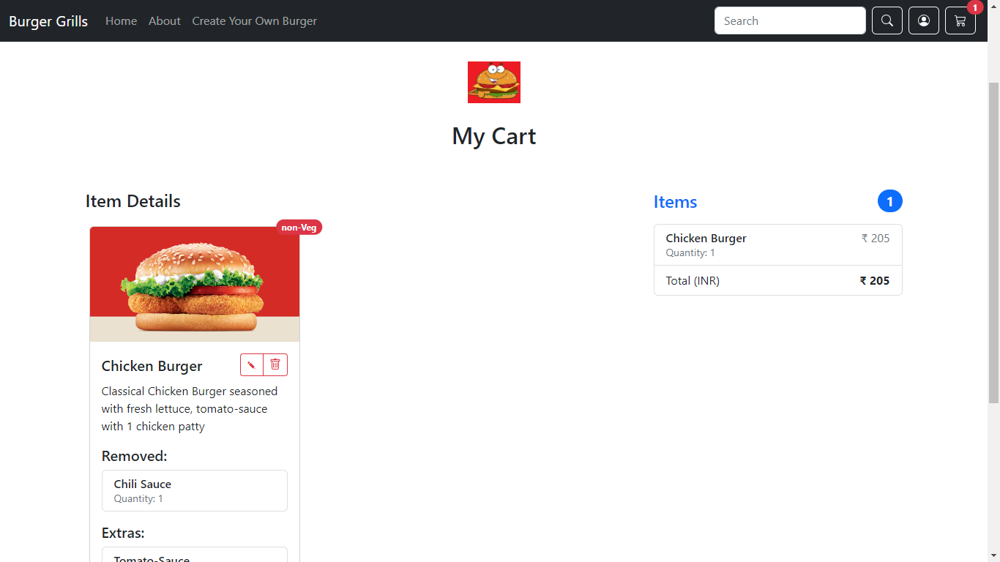 Burger Grills
Home
About
Create Your Own Burger
Search
1
My Cart
Item Details
non-Veg
Chicken Burger
Classical Chicken Burger seasoned
with fresh lettuce, tomato-sauce
with 1 chicken patty
Removed:
Chili Sauce
Quantity: 1
Extras:
Tomato-Sauce
Items
1
Chicken Burger
₹ 205
Quantity: 1
Total (INR)
₹ 205